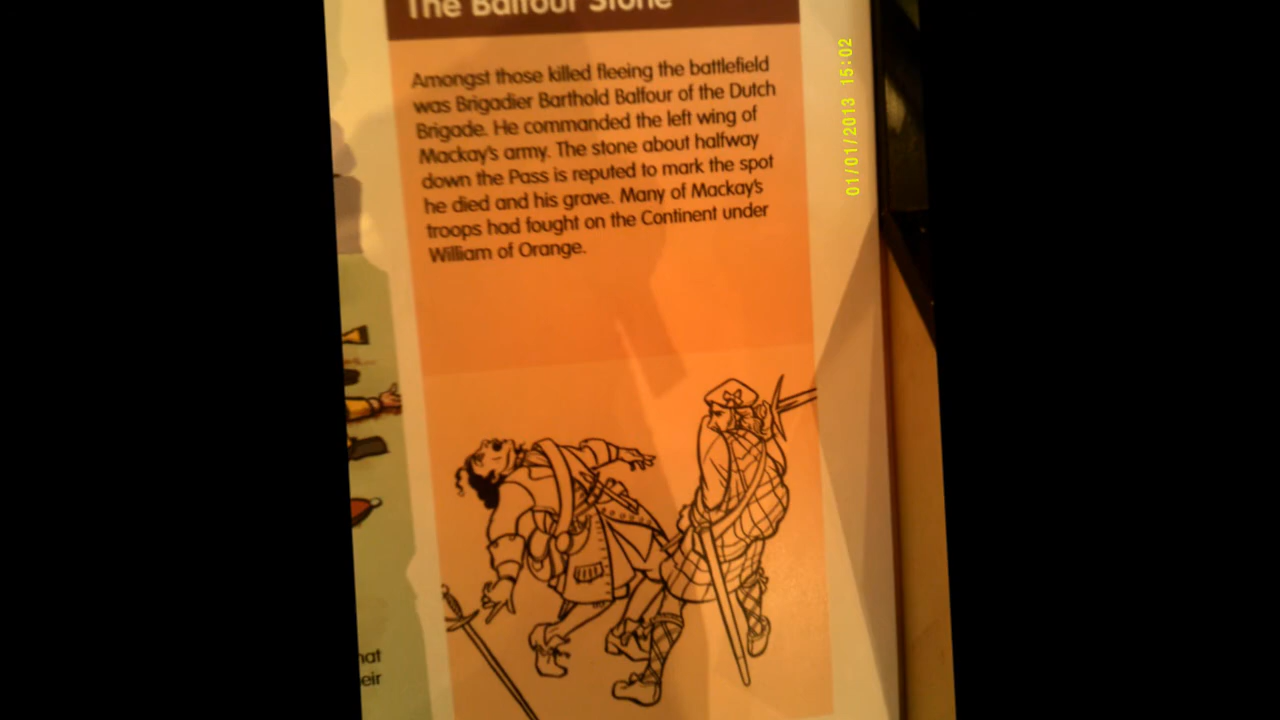 The Balfour Stone
Amongst those killed fleeing the battlefield
was Brigadier Barthold Balfour of the Dutch
Brigade. He commanded the left wing of
Mackay's army. The stone about halfway
down the Pass is reputed to mark the spot
he died and his grave. Many of Mackay's
troops had fought on the Continent under
William of Orange.
01/01/2013 15:02
hat
eir